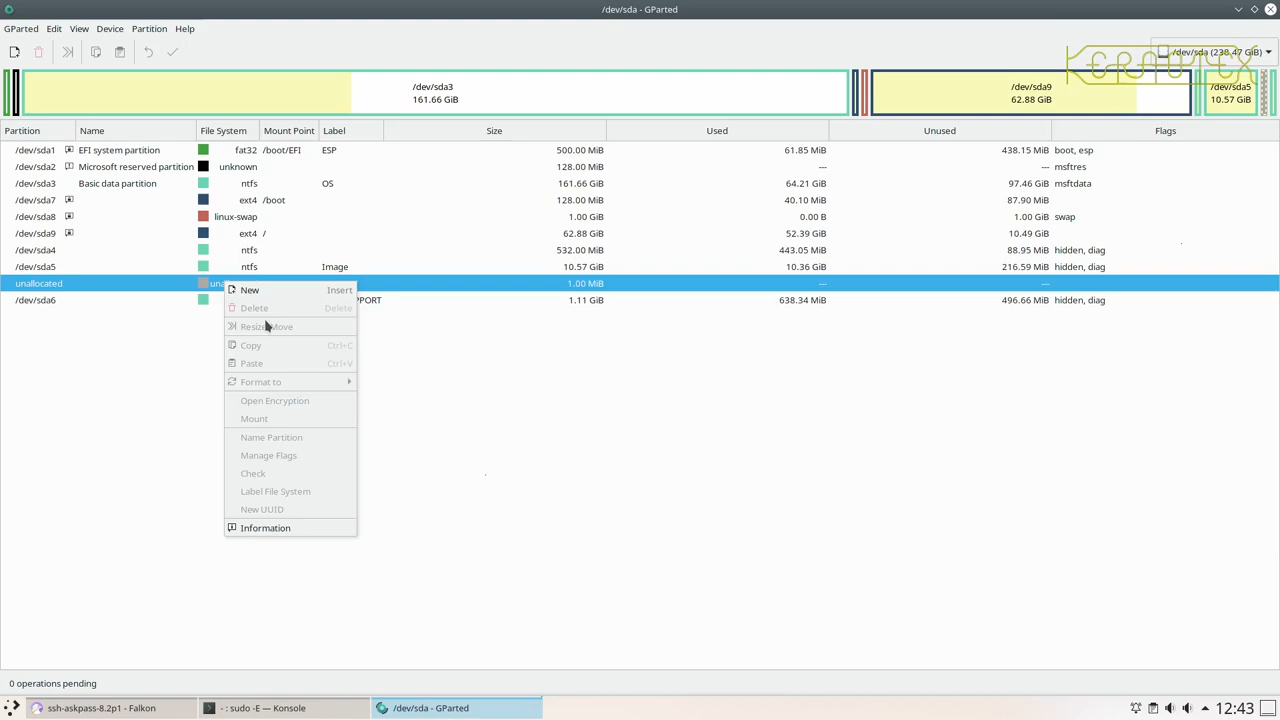 /dev/sda - GParted
GParted Edit View Device Partition Help
/dev/sda (238.47 GiB)
/dev/sda3
161.66 GiB
/dev/sda9
62.88 GiB
/dev/sda5
10.57 GiB
Partition Name File System Mount Point Label Size Used Unused Flags
/dev/sda1 EFI system partition fat32 /boot/EFI ESP 500.00 MiB 61.85 MiB 438.15 MiB boot, esp
/dev/sda2 Microsoft reserved partition unknown 128.00 MiB --- --- msftres
/dev/sda3 Basic data partition ntfs OS 161.66 GiB 64.21 GiB 97.46 GiB msftdata
/dev/sda7 ext4 /boot 128.00 MiB 40.10 MiB 87.90 MiB
/dev/sda8 linux-swap 1.00 GiB 0.00 B 1.00 GiB swap
/dev/sda9 ext4 / 62.88 GiB 52.39 GiB 10.49 GiB
/dev/sda4 ntfs 532.00 MiB 443.05 MiB 88.95 MiB hidden, diag
/dev/sda5 ntfs Image 10.57 GiB 10.36 GiB 216.59 MiB hidden, diag
unallocated una 1.00 MiB --- ---
/dev/sda6 PPORT 1.11 GiB 638.34 MiB 496.66 MiB hidden, diag
New Insert
Delete Delete
Resize/Move
Copy Ctrl+C
Paste Ctrl+V
Format to
Open Encryption
Mount
Name Partition
Manage Flags
Check
Label File System
New UUID
Information
0 operations pending
ssh-askpass-8.2p1 - Falkon
- : sudo -E — Konsole
/dev/sda - GParted
12:43